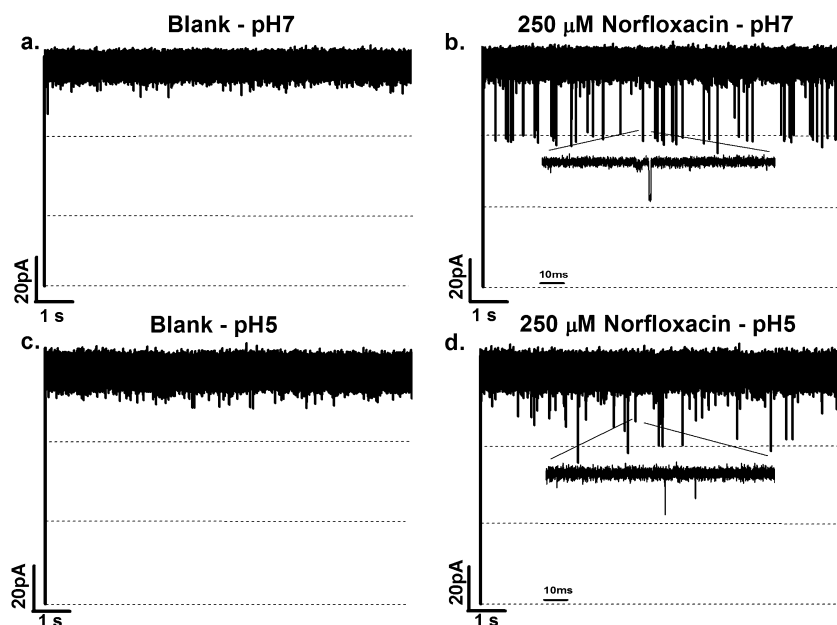 a.
Blank - pH7
20pA
1 s
b.
250 μM Norfloxacin - pH7
10ms
20pA
1 s
c.
Blank - pH5
20pA
1 s
d.
250 μM Norfloxacin - pH5
10ms
20pA
1 s